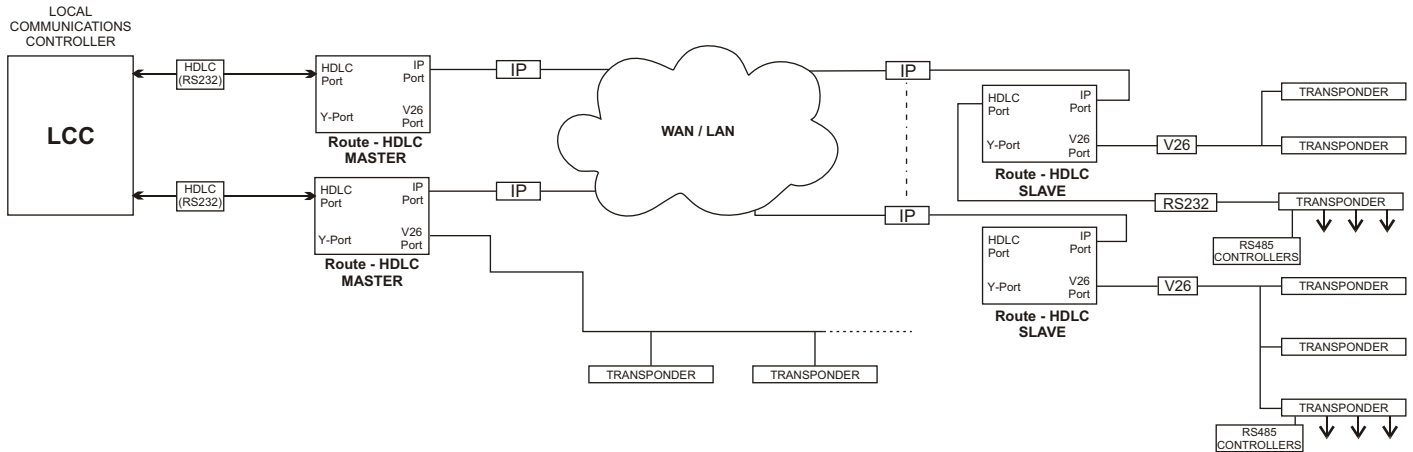 LOCAL
COMMUNICATIONS
CONTROLLER
LCC
HDLC
(RS232)
HDLC
Port
IP
Port
Y-Port
V26
Port
Route - HDLC
MASTER
IP
HDLC
(RS232)
HDLC
Port
IP
Port
Y-Port
V26
Port
Route - HDLC
MASTER
IP
TRANSPONDER
TRANSPONDER
WAN / LAN
IP
HDLC
Port
IP
Port
Y-Port
V26
Port
Route - HDLC
SLAVE
V26
TRANSPONDER
TRANSPONDER
RS232
TRANSPONDER
RS485
CONTROLLERS
IP
HDLC
Port
IP
Port
Y-Port
V26
Port
Route - HDLC
SLAVE
V26
TRANSPONDER
TRANSPONDER
TRANSPONDER
RS485
CONTROLLERS